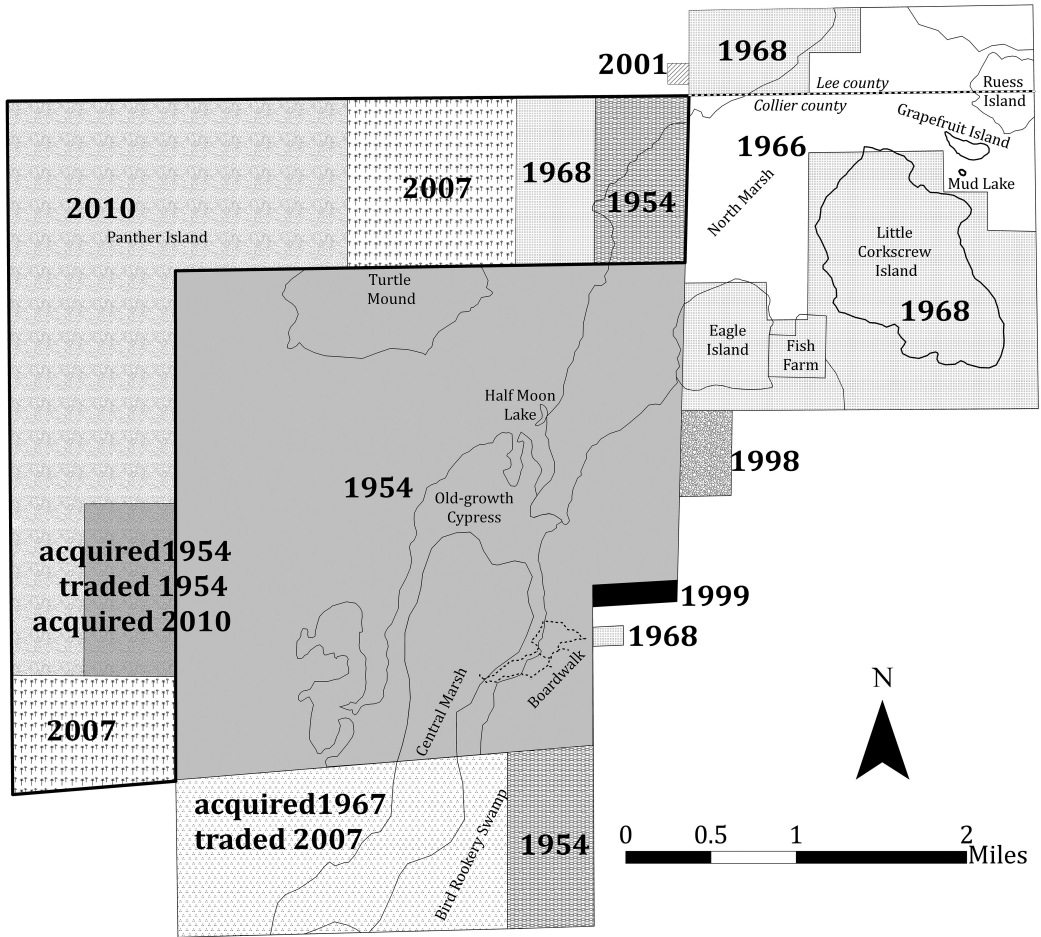 1968
2001
Lee county
Ruess
Island
Collier county
Grapefruit Island
1966
1968
2007
Mud Lake
2010
1954
North Marsh
Panther Island
Little
Corkscrew
Island
Turtle
Mound
1968
Eagle
Island
Fish
Farm
Half Moon
Lake
1998
1954
Old-growth
Cypress
acquired1954
traded 1954
acquired 2010
1999
1968
Boardwalk
Central Marsh
N
2007
acquired1967
traded 2007
Bird Rookery Swamp
1954
0 0.5 1 2
Miles